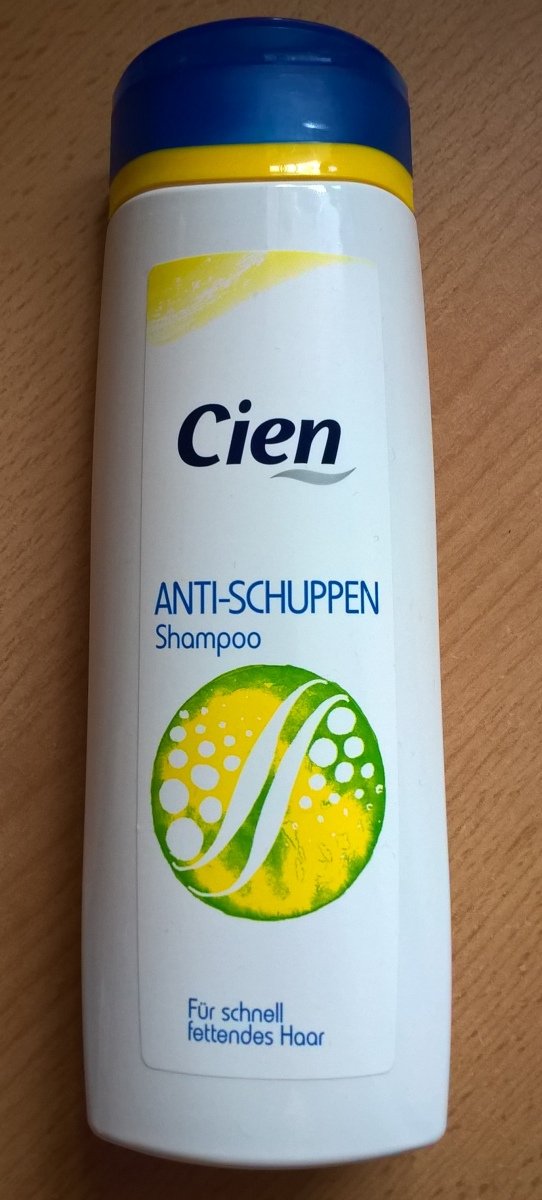 Cien
ANTI-SCHUPPEN
Shampoo
Für schnell
fettendes Haar